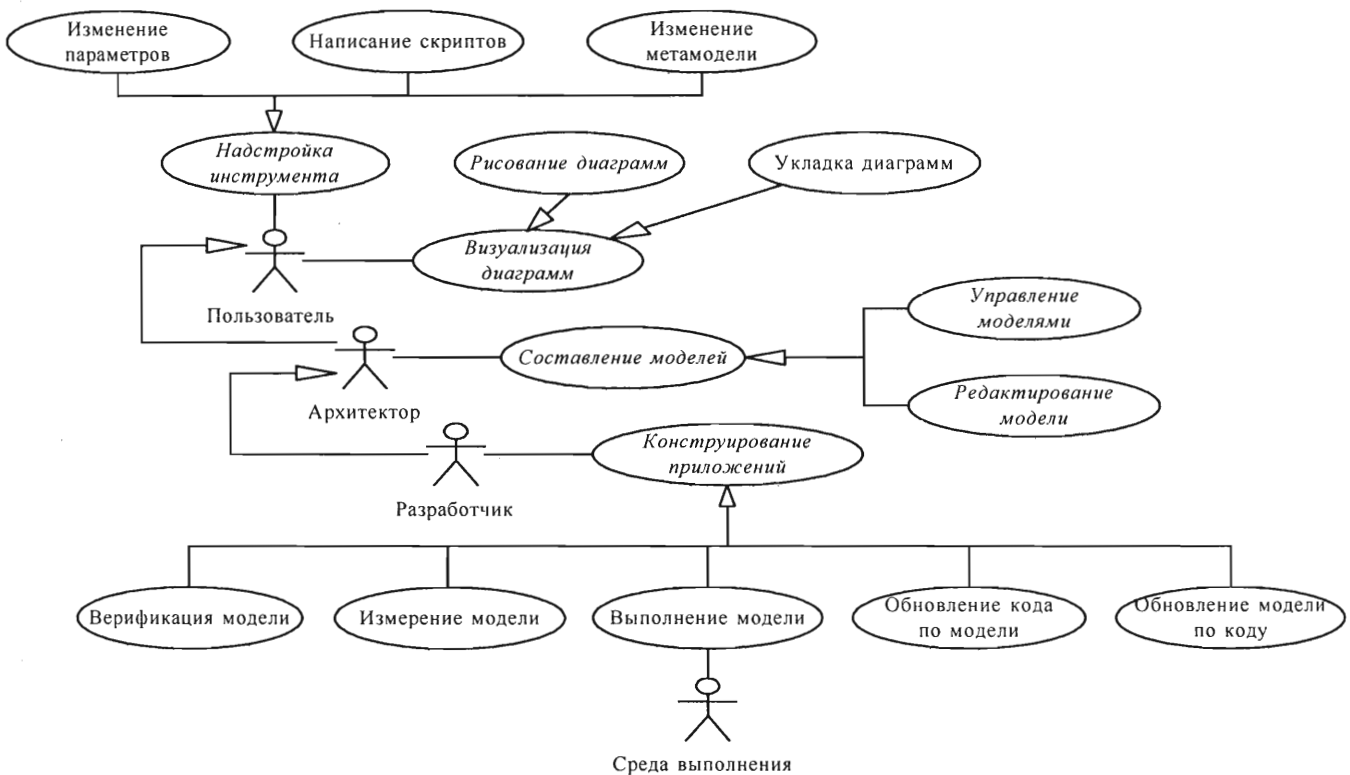 Изменение
параметров
Написание скриптов
Изменение
метамодели
Надстройка
инструмента
Рисование диаграмм
Укладка диаграмм
Визуализация
диаграмм
Пользователь
Управление
моделями
Составление моделей
Архитектор
Редактирование
модели
Конструирование
приложений
Разработчик
Верификация модели
Измерение модели
Выполнение модели
Обновление кода
по модели
Обновление модели
по коду
Среда выполнения